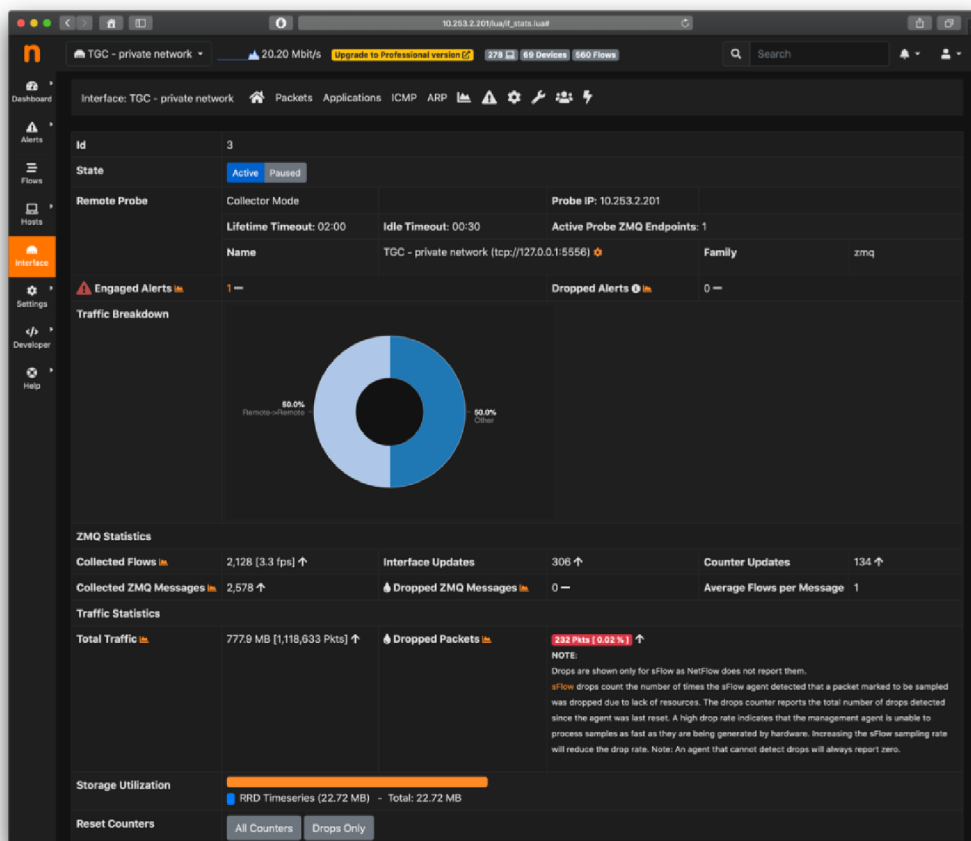 10.253.2.201/lua/if_stats.lua#
n
TGC - private network
20.20 Mbit/s
Upgrade to Professional version
278
69 Devices
560 Flows
Search
Dashboard
Alerts
Flows
Hosts
Interface
Settings
Developer
Help
Interface: TGC - private network Packets Applications ICMP ARP
Id 3
State Active Paused
Remote Probe Collector Mode Probe IP: 10.253.2.201
Lifetime Timeout: 02:00 Idle Timeout: 00:30 Active Probe ZMQ Endpoints: 1
Name TGC - private network (tcp://127.0.0.1:5556) Family zmq
Engaged Alerts 1 — Dropped Alerts 0 —
Traffic Breakdown
50.0%
Remote->Remote
50.0%
Other
ZMQ Statistics
Collected Flows 2,128 [3.3 fps] ↑ Interface Updates 306 ↑ Counter Updates 134 ↑
Collected ZMQ Messages 2,578 ↑ Dropped ZMQ Messages 0 — Average Flows per Message 1
Traffic Statistics
Total Traffic 777.9 MB [1,118,633 Pkts] ↑ Dropped Packets 232 Pkts [ 0.02 % ] ↑
NOTE:
Drops are shown only for sFlow as NetFlow does not report them.
sFlow drops count the number of times the sFlow agent detected that a packet marked to be sampled
was dropped due to lack of resources. The drops counter reports the total number of drops detected
since the agent was last reset. A high drop rate indicates that the management agent is unable to
process samples as fast as they are being generated by hardware. Increasing the sFlow sampling rate
will reduce the drop rate. Note: An agent that cannot detect drops will always report zero.
Storage Utilization
RRD Timeseries (22.72 MB) - Total: 22.72 MB
Reset Counters All Counters Drops Only